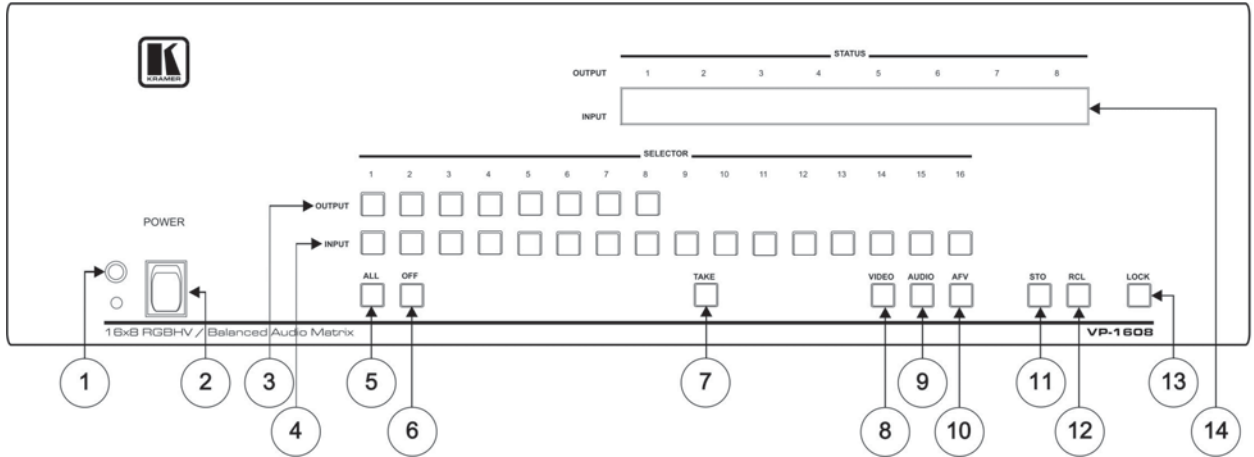 K
KRAMER
STATUS
OUTPUT 1 2 3 4 5 6 7 8
INPUT
SELECTOR
1 2 3 4 5 6 7 8 9 10 11 12 13 14 15 16
OUTPUT
POWER
INPUT
ALL OFF TAKE VIDEO AUDIO AFV STO RCL LOCK
16x8 RGBHV / Balanced Audio Matrix VP-1608
1 2 3 5 7 9 11 13
4 6 8 10 12 14